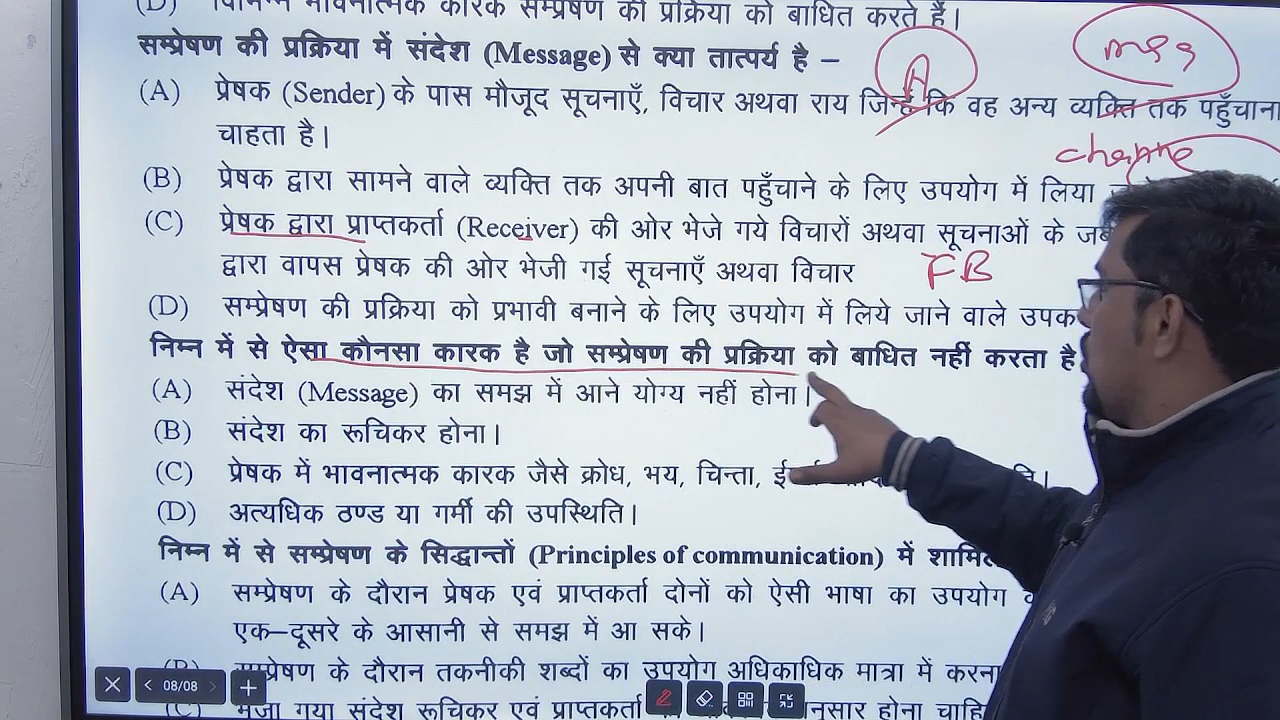 (D) विभिन्न भावनात्मक कारक सम्प्रेषण की प्रक्रिया को बाधित करते हैं।
सम्प्रेषण की प्रक्रिया में संदेश (Message) से क्या तात्पर्य है –
A
msg
(A) प्रेषक (Sender) के पास मौजूद सूचनाएँ, विचार अथवा राय जिन्हें कि वह अन्य व्यक्ति तक पहुँचाना
चाहता है।
(B) प्रेषक द्वारा सामने वाले व्यक्ति तक अपनी बात पहुँचाने के लिए उपयोग में लिया
(C) प्रेषक द्वारा प्राप्तकर्ता (Receiver) की ओर भेजे गये विचारों अथवा सूचनाओं के
द्वारा वापस प्रेषक की ओर भेजी गई सूचनाएँ अथवा विचार
FB
(D) सम्प्रेषण की प्रक्रिया को प्रभावी बनाने के लिए उपयोग में लिये जाने वाले
निम्न में से ऐसा कौनसा कारक है जो सम्प्रेषण की प्रक्रिया को बाधित नहीं करता है
(A) संदेश (Message) का समझ में आने योग्य नहीं होना।
(B) संदेश का रूचिकर होना।
(C) प्रेषक में भावनात्मक कारक जैसे क्रोध, भय, चिन्ता,
(D) अत्यधिक ठण्ड या गर्मी की उपस्थिति।
निम्न में से सम्प्रेषण के सिद्धान्तों (Principles of communication) में
(A) सम्प्रेषण के दौरान प्रेषक एवं प्राप्तकर्ता दोनों को ऐसी भाषा का उपयोग
एक–दूसरे के आसानी से समझ में आ सके।
(B) सम्प्रेषण के दौरान तकनीकी शब्दों का उपयोग अधिकाधिक मात्रा में करना
08/08
(C) भेजा गया संदेश रूचिकर एवं प्राप्तकर्ता